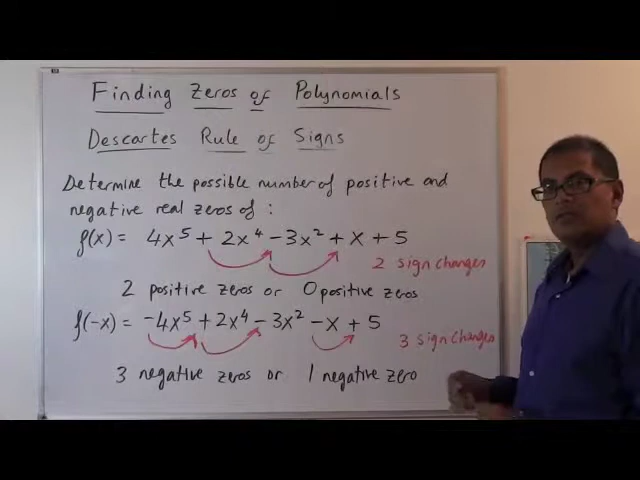 Finding Zeros of Polynomials
Descartes Rule of Signs
Determine the possible number of positive and
negative real zeros of :
f(x) = 4x⁵ + 2x⁴ - 3x² + x + 5
2 sign changes
2 positive zeros or 0 positive zeros
f(-x) = -4x⁵ + 2x⁴ - 3x² - x + 5
3 sign changes
3 negative zeros or 1 negative zero